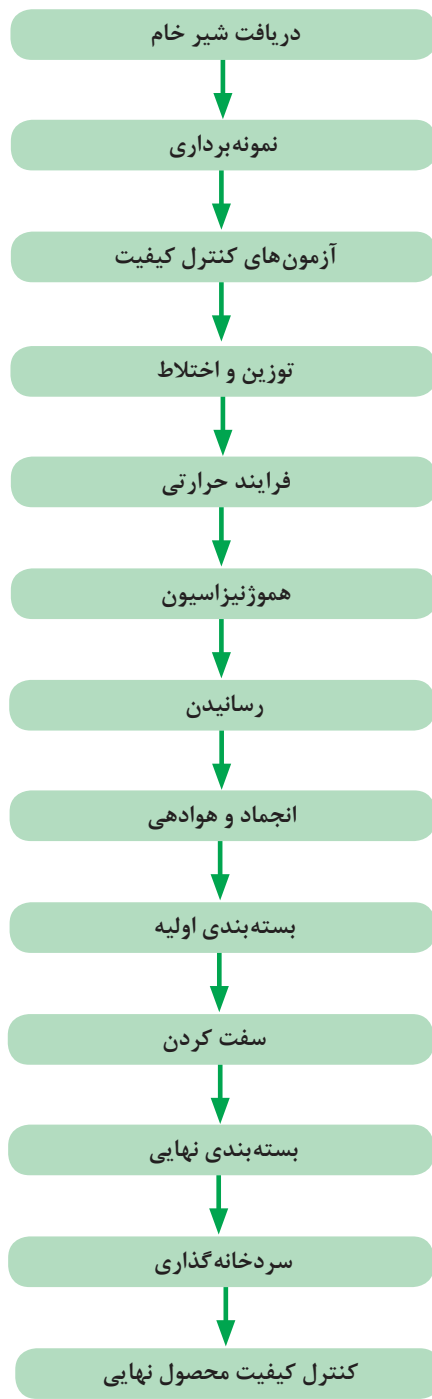 دریافت شیر خام
نمونه‌برداری
آزمون‌های کنترل کیفیت
توزین و اختلاط
فرایند حرارتی
هموژنیزاسیون
رسانیدن
انجماد و هوادهی
بسته‌بندی اولیه
سفت کردن
بسته‌بندی نهایی
سردخانه‌گذاری
کنترل کیفیت محصول نهایی